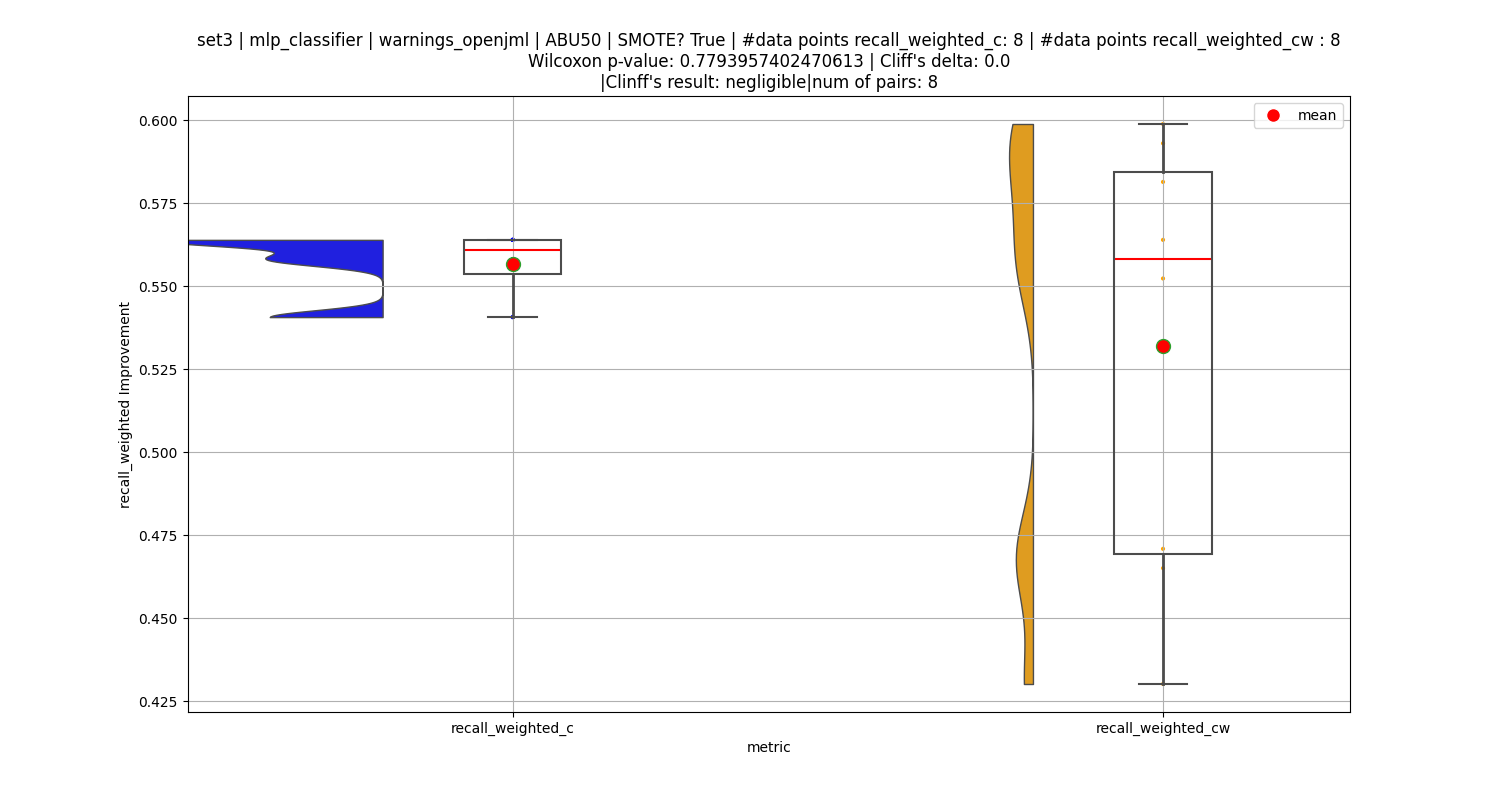 set3 | mlp_classifier | warnings_openjml | ABU50 | SMOTE? True | #data points recall_weighted_c: 8 | #data points recall_weighted_cw : 8
Wilcoxon p-value: 0.7793957402470613 | Cliff's delta: 0.0
|Clinff's result: negligible|num of pairs: 8
mean
0.600
0.575
0.550
0.525
0.500
0.475
0.450
0.425
recall_weighted Improvement
recall_weighted_c
recall_weighted_cw
metric